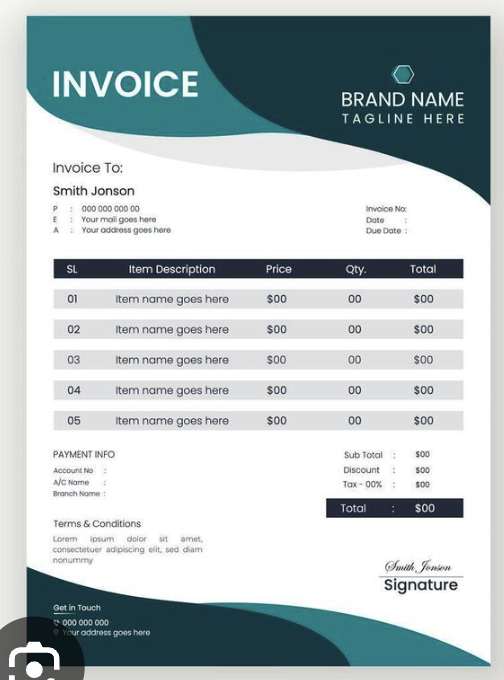 INVOICE
BRAND NAME
TAGLINE HERE
Invoice To:
Smith Jonson
P : 000 000 000 00
E : Your mail goes here
A : Your address goes here
Invoice No:
Date :
Due Date :
SL Item Description Price Qty. Total
01 Item name goes here $00 00 $00
02 Item name goes here $00 00 $00
03 Item name goes here $00 00 $00
04 Item name goes here $00 00 $00
05 Item name goes here $00 00 $00
PAYMENT INFO
Account No :
A/C Name :
Branch Name :
Sub Total : $00
Discount : $00
Tax - 00% : $00
Total : $00
Terms & Conditions
Lorem ipsum dolor sit amet,
consectetuer adipiscing elit, sed diam
nonummy
Smith Jonson
Signature
Get in Touch
000 000 000
Your address goes here